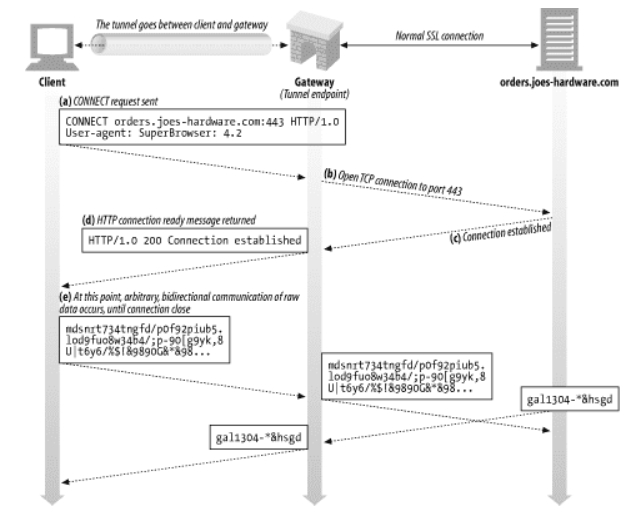 The tunnel goes between client and gateway
Normal SSL connection
Client
Gateway
(Tunnel endpoint)
orders.joes-hardware.com
(a) CONNECT request sent
CONNECT orders.joes-hardware.com:443 HTTP/1.0
User-agent: SuperBrowser: 4.2
(b) Open TCP connection to port 443
(c) Connection established
(d) HTTP connection ready message returned
HTTP/1.0 200 Connection established
(e) At this point, arbitrary, bidirectional communication of raw
data occurs, until connection close
mdsnrt734tngfd/p0f92piub5.
lod9fuo8w34b4/;p-90[g9yk,8
U|t6y6/%$!&9890G&*&98...
mdsnrt734tngfd/p0f92piub5.
lod9fuo8w34b4/;p-90[g9yk,8
U|t6y6/%$!&9890G&*&98...
gal1304-*&hsgd
gal1304-*&hsgd